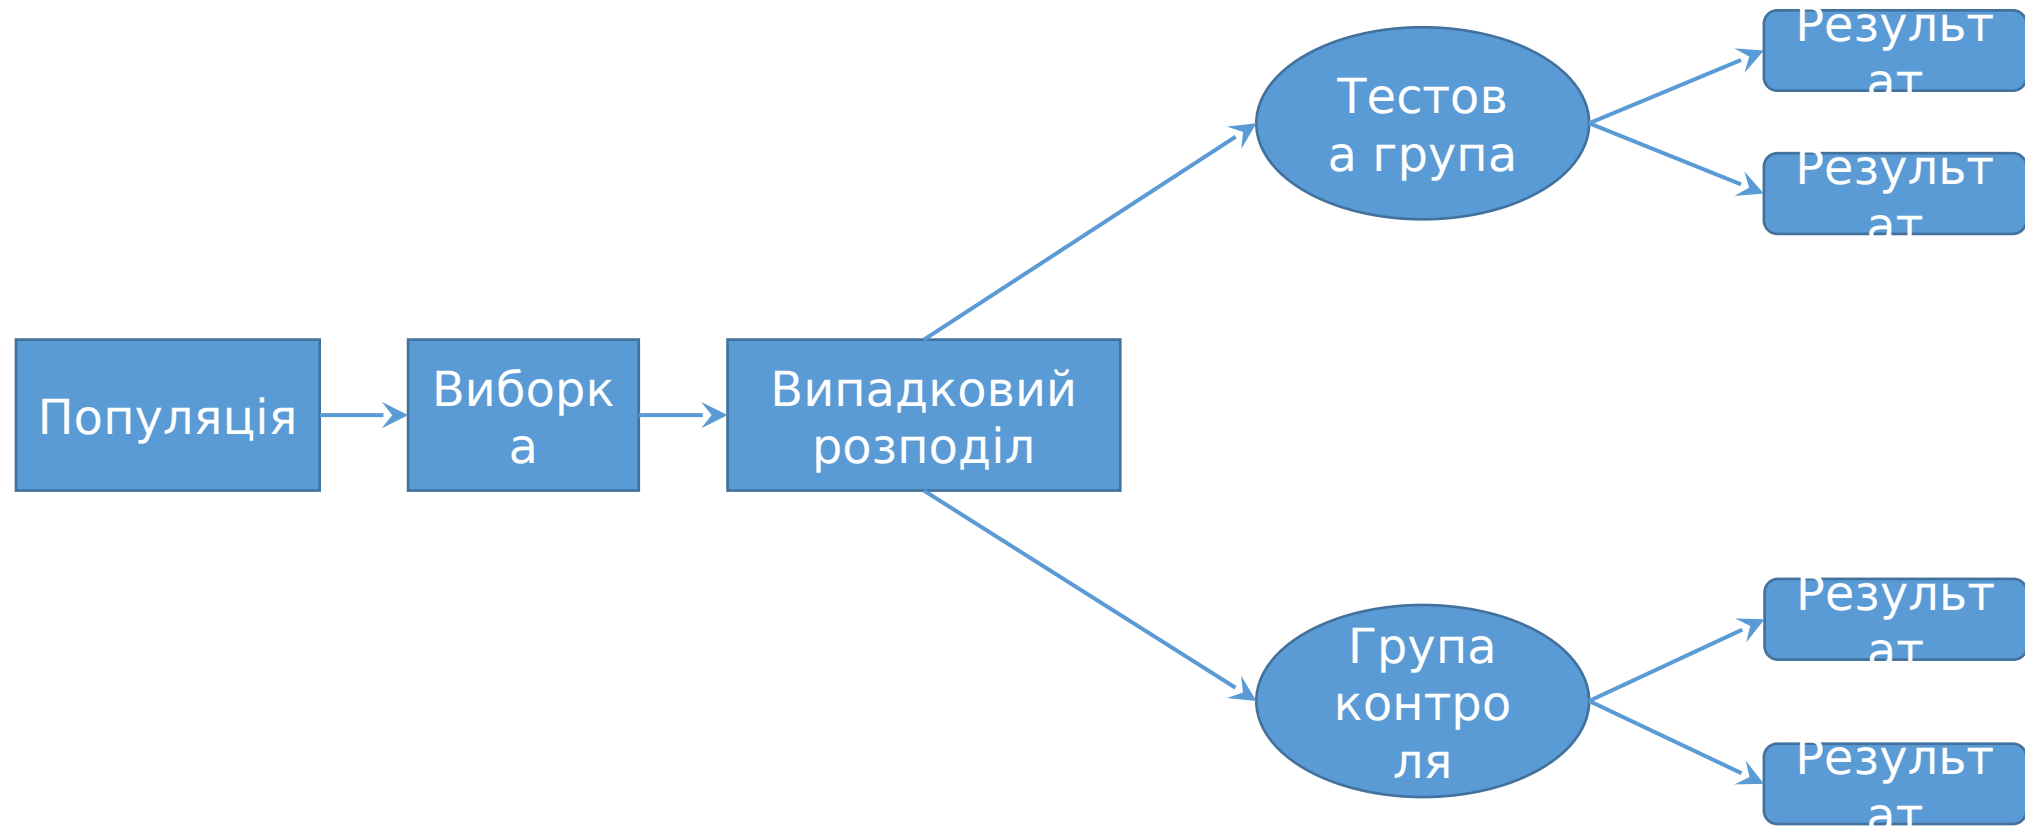 Популяція
Виборк
а
Випадковий
розподіл
Тестов
а група
Результ
ат
Результ
ат
Група
контро
ля
Результ
ат
Результ
ат